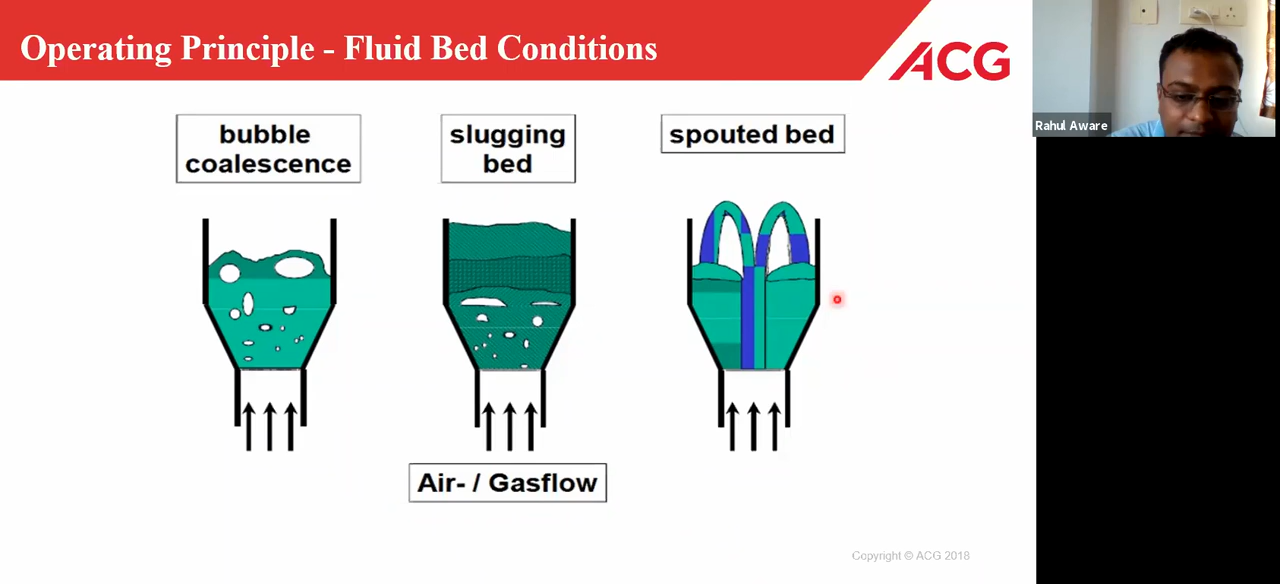 Operating Principle - Fluid Bed Conditions
ACG
Rahul Aware
bubble
coalescence
slugging
bed
spouted bed
Air- / Gasflow
Copyright © ACG 2018